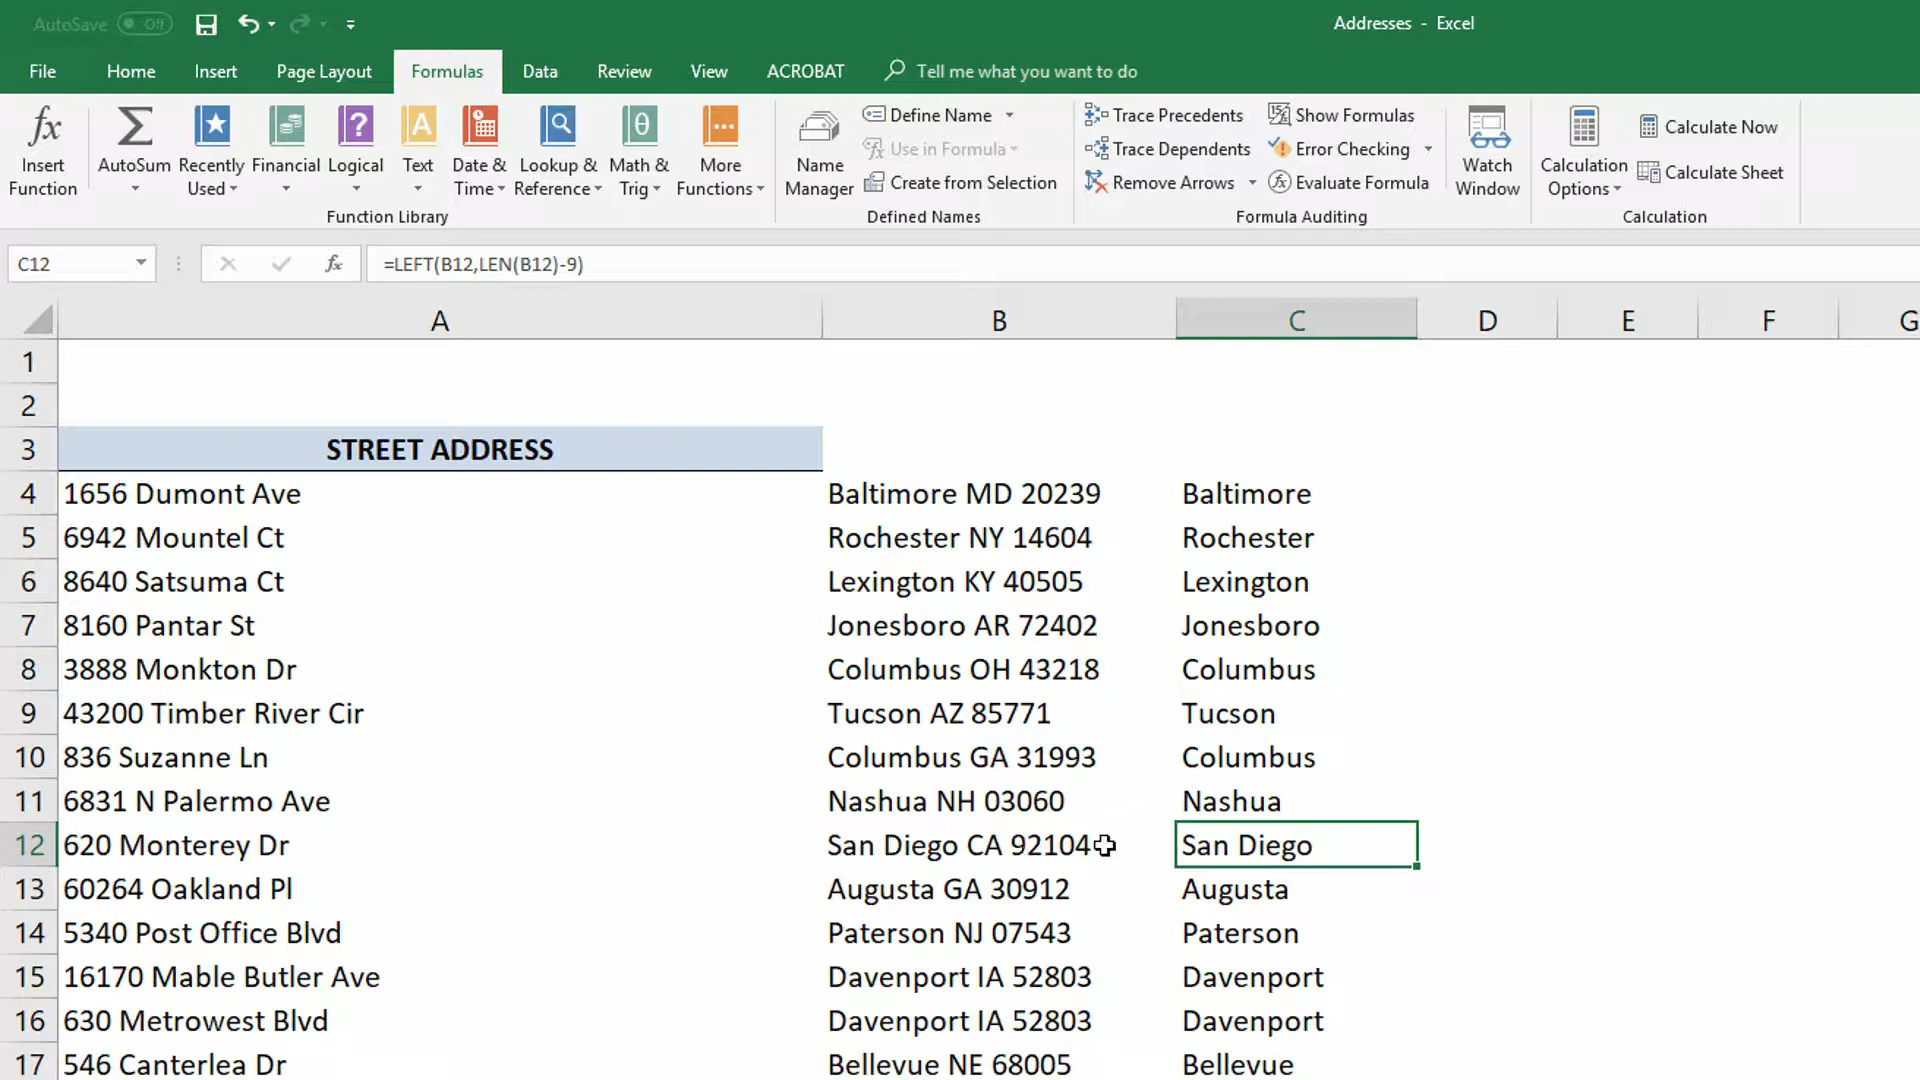 AutoSave Off
Addresses - Excel
File Home Insert Page Layout Formulas Data Review View ACROBAT Tell me what you want to do
fx Insert Function
AutoSum
Recently Used
Financial
Logical
Text
Date & Time
Lookup & Reference
Math & Trig
More Functions
Function Library
Name Manager
Define Name
Use in Formula
Create from Selection
Defined Names
Trace Precedents
Trace Dependents
Remove Arrows
Show Formulas
Error Checking
Evaluate Formula
Formula Auditing
Watch Window
Calculation Options
Calculate Now
Calculate Sheet
Calculation
C12 fx =LEFT(B12,LEN(B12)-9)
A B C D E F G
1
2
3 STREET ADDRESS
4 1656 Dumont Ave Baltimore MD 20239 Baltimore
5 6942 Mountel Ct Rochester NY 14604 Rochester
6 8640 Satsuma Ct Lexington KY 40505 Lexington
7 8160 Pantar St Jonesboro AR 72402 Jonesboro
8 3888 Monkton Dr Columbus OH 43218 Columbus
9 43200 Timber River Cir Tucson AZ 85771 Tucson
10 836 Suzanne Ln Columbus GA 31993 Columbus
11 6831 N Palermo Ave Nashua NH 03060 Nashua
12 620 Monterey Dr San Diego CA 92104 San Diego
13 60264 Oakland Pl Augusta GA 30912 Augusta
14 5340 Post Office Blvd Paterson NJ 07543 Paterson
15 16170 Mable Butler Ave Davenport IA 52803 Davenport
16 630 Metrowest Blvd Davenport IA 52803 Davenport
17 546 Canterlea Dr Bellevue NE 68005 Bellevue